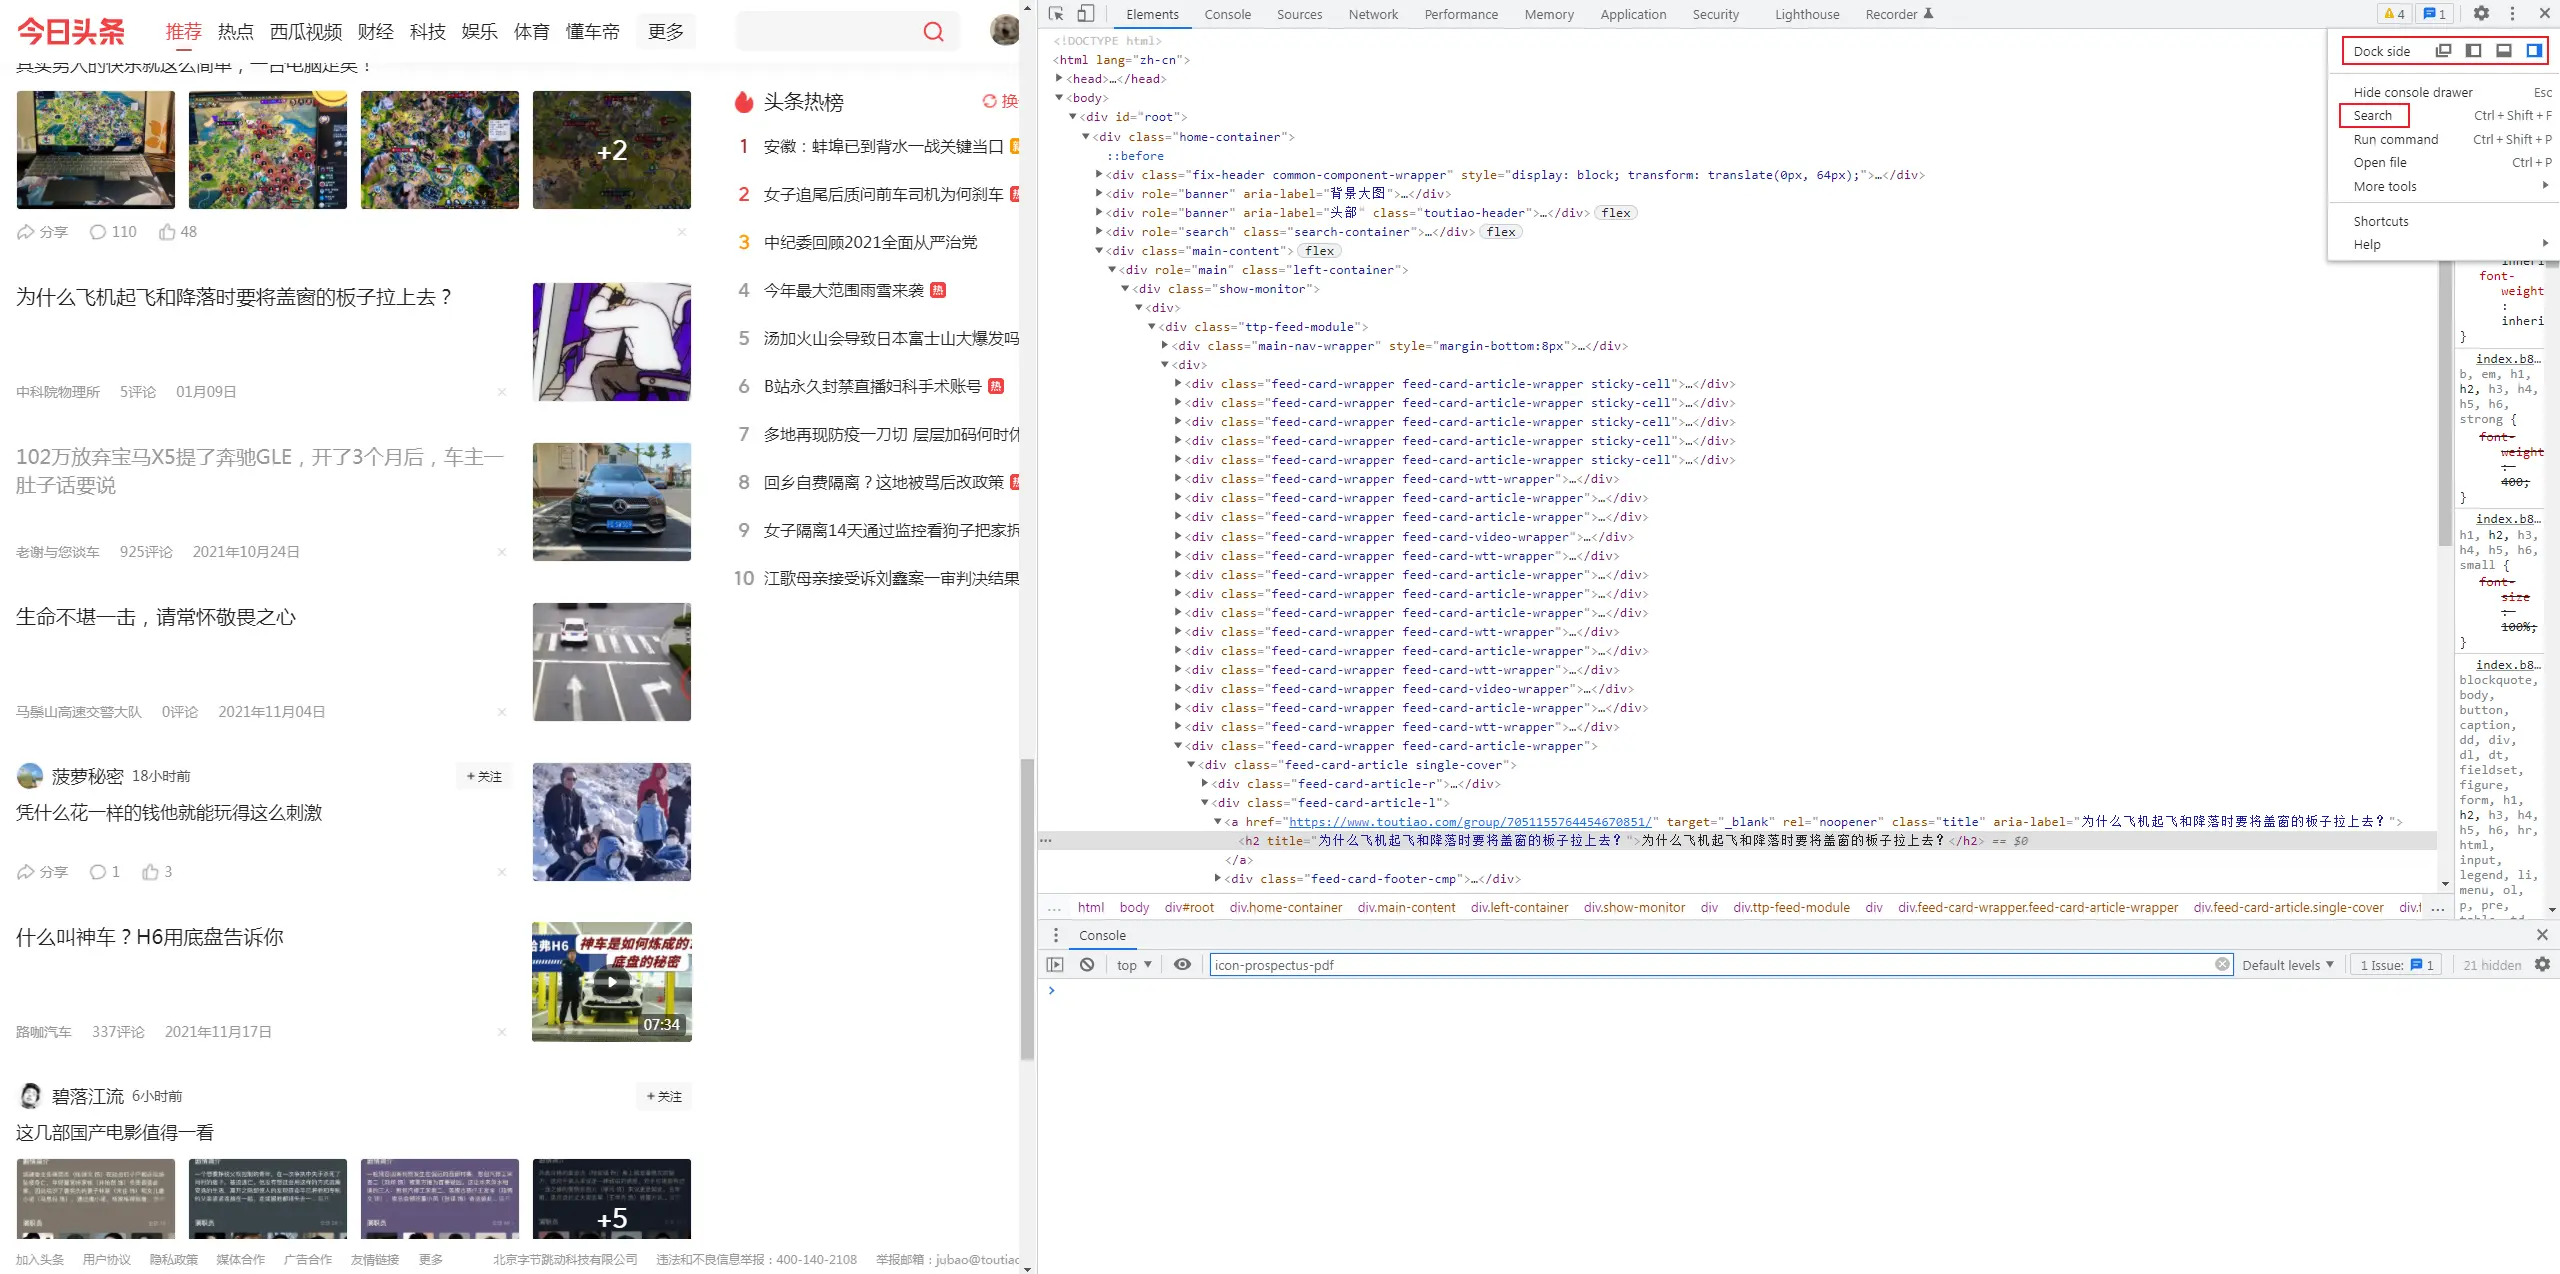 今日头条
推荐 热点 西瓜视频 财经 科技 娱乐 体育 懂车帝 更多
真实男人的快乐就这么简单，一台电脑足矣！
+2
分享 110 48
为什么飞机起飞和降落时要将盖窗的板子拉上去？
中科院物理所 5评论 01月09日
102万放弃宝马X5提了奔驰GLE，开了3个月后，车主一
肚子话要说
老谢与您谈车 925评论 2021年10月24日
生命不堪一击，请常怀敬畏之心
马鬃山高速交警大队 0评论 2021年11月04日
菠萝秘密 18小时前 +关注
凭什么花一样的钱他就能玩得这么刺激
分享 1 3
什么叫神车？H6用底盘告诉你
哈弗H6 神车是如何炼成的?
底盘的秘密
07:34
路咖汽车 337评论 2021年11月17日
碧落江流 6小时前 +关注
这几部国产电影值得一看
+5
加入头条 用户协议 隐私政策 媒体合作 广告合作 友情链接 更多 北京字节跳动科技有限公司 违法和不良信息举报：400-140-2108 举报邮箱：jubao@toutiao
头条热榜 换
1 安徽：蚌埠已到背水一战关键当口
2 女子追尾后质问前车司机为何刹车 热
3 中纪委回顾2021全面从严治党
4 今年最大范围雨雪来袭 热
5 汤加火山会导致日本富士山大爆发吗
6 B站永久封禁直播妇科手术账号 热
7 多地再现防疫一刀切 层层加码何时休
8 回乡自费隔离？这地被骂后改政策 热
9 女子隔离14天通过监控看狗子把家拆
10 江歌母亲接受诉刘鑫案一审判决结果
Elements Console Sources Network Performance Memory Application Security Lighthouse Recorder 4 1
<!DOCTYPE html>
<html lang="zh-cn">
<head>…</head>
<body>
<div id="root">
<div class="home-container">
::before
<div class="fix-header common-component-wrapper" style="display: block; transform: translate(0px, 64px);">…</div>
<div role="banner" aria-label="背景大图">…</div>
<div role="banner" aria-label="头部" class="toutiao-header">…</div> flex
<div role="search" class="search-container">…</div> flex
<div class="main-content"> flex
<div role="main" class="left-container">
<div class="show-monitor">
<div>
<div class="ttp-feed-module">
<div class="main-nav-wrapper" style="margin-bottom:8px">…</div>
<div>
<div class="feed-card-wrapper feed-card-article-wrapper sticky-cell">…</div>
<div class="feed-card-wrapper feed-card-article-wrapper sticky-cell">…</div>
<div class="feed-card-wrapper feed-card-article-wrapper sticky-cell">…</div>
<div class="feed-card-wrapper feed-card-article-wrapper sticky-cell">…</div>
<div class="feed-card-wrapper feed-card-article-wrapper sticky-cell">…</div>
<div class="feed-card-wrapper feed-card-wtt-wrapper">…</div>
<div class="feed-card-wrapper feed-card-article-wrapper">…</div>
<div class="feed-card-wrapper feed-card-article-wrapper">…</div>
<div class="feed-card-wrapper feed-card-video-wrapper">…</div>
<div class="feed-card-wrapper feed-card-wtt-wrapper">…</div>
<div class="feed-card-wrapper feed-card-article-wrapper">…</div>
<div class="feed-card-wrapper feed-card-article-wrapper">…</div>
<div class="feed-card-wrapper feed-card-article-wrapper">…</div>
<div class="feed-card-wrapper feed-card-wtt-wrapper">…</div>
<div class="feed-card-wrapper feed-card-article-wrapper">…</div>
<div class="feed-card-wrapper feed-card-wtt-wrapper">…</div>
<div class="feed-card-wrapper feed-card-video-wrapper">…</div>
<div class="feed-card-wrapper feed-card-article-wrapper">…</div>
<div class="feed-card-wrapper feed-card-wtt-wrapper">…</div>
<div class="feed-card-wrapper feed-card-article-wrapper">
<div class="feed-card-article single-cover">
<div class="feed-card-article-r">…</div>
<div class="feed-card-article-l">
<a href="https://www.toutiao.com/group/7051155764454670851/" target="_blank" rel="noopener" class="title" aria-label="为什么飞机起飞和降落时要将盖窗的板子拉上去？">
<h2 title="为什么飞机起飞和降落时要将盖窗的板子拉上去？">为什么飞机起飞和降落时要将盖窗的板子拉上去？</h2> == $0
</a>
<div class="feed-card-footer-cmp">…</div>
… html body div#root div.home-container div.main-content div.left-container div.show-monitor div div.ttp-feed-module div div.feed-card-wrapper.feed-card-article-wrapper div.feed-card-article.single-cover div.f …
Console
top icon-prospectus-pdf Default levels 1 Issue: 1 21 hidden
Dock side
Hide console drawer Esc
Search Ctrl + Shift + F
Run command Ctrl + Shift + P
Open file Ctrl + P
More tools
Shortcuts
Help
font-
weight
:
inheri
}
index.b8…
b, em, h1,
h2, h3, h4,
h5, h6,
strong {
font-
weight
:
400;
}
index.b8…
h1, h2, h3,
h4, h5, h6,
small {
font-
size
:
100%;
}
index.b8…
blockquote,
body,
button,
caption,
dd, div,
dl, dt,
fieldset,
figure,
form, h1,
h2, h3, h4,
h5, h6, hr,
html,
input,
legend, li,
menu, ol,
p, pre,